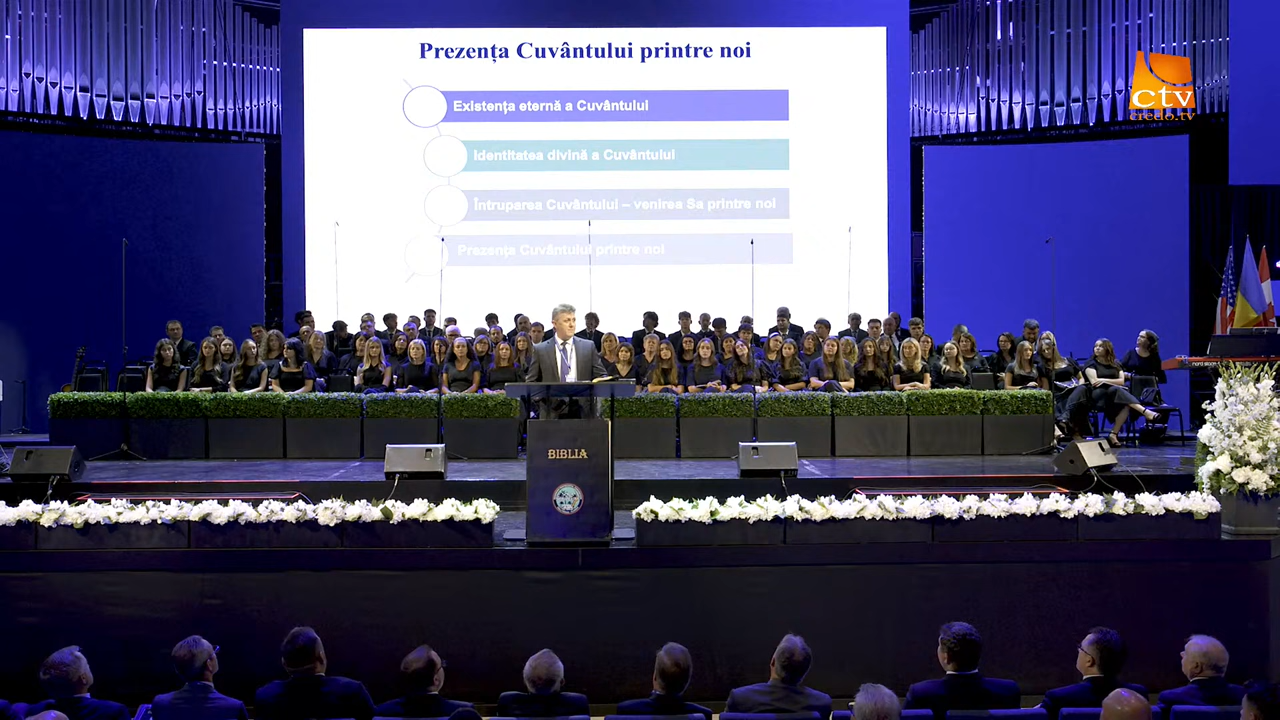 Prezența Cuvântului printre noi
Existența eternă a Cuvântului
Identitatea divină a Cuvântului
Întruparea Cuvântului – venirea Sa printre noi
Prezența Cuvântului printre noi
ctv
credo.tv
BIBLIA